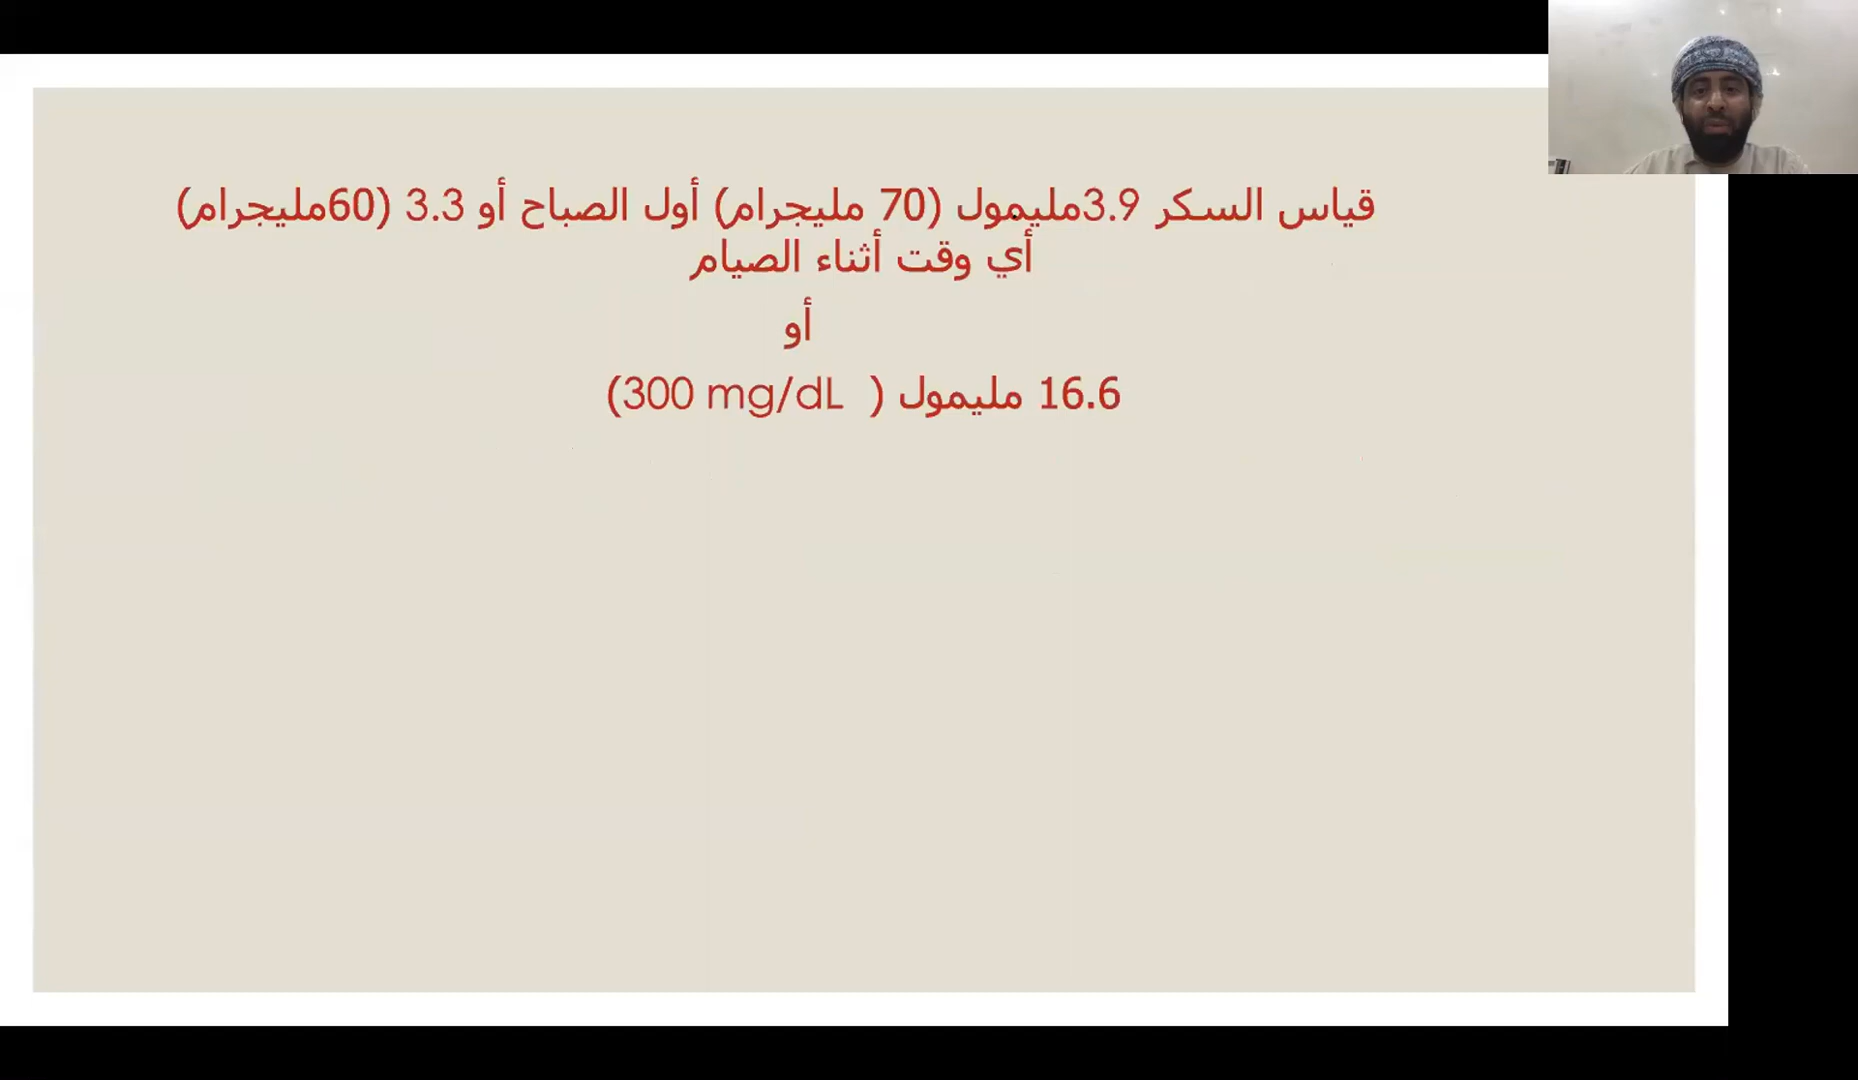 قياس السكر 3.9مليمول (70 مليجرام) أول الصباح أو 3.3 (60مليجرام)
أي وقت أثناء الصيام
أو
16.6 مليمول ( 300 mg/dL)